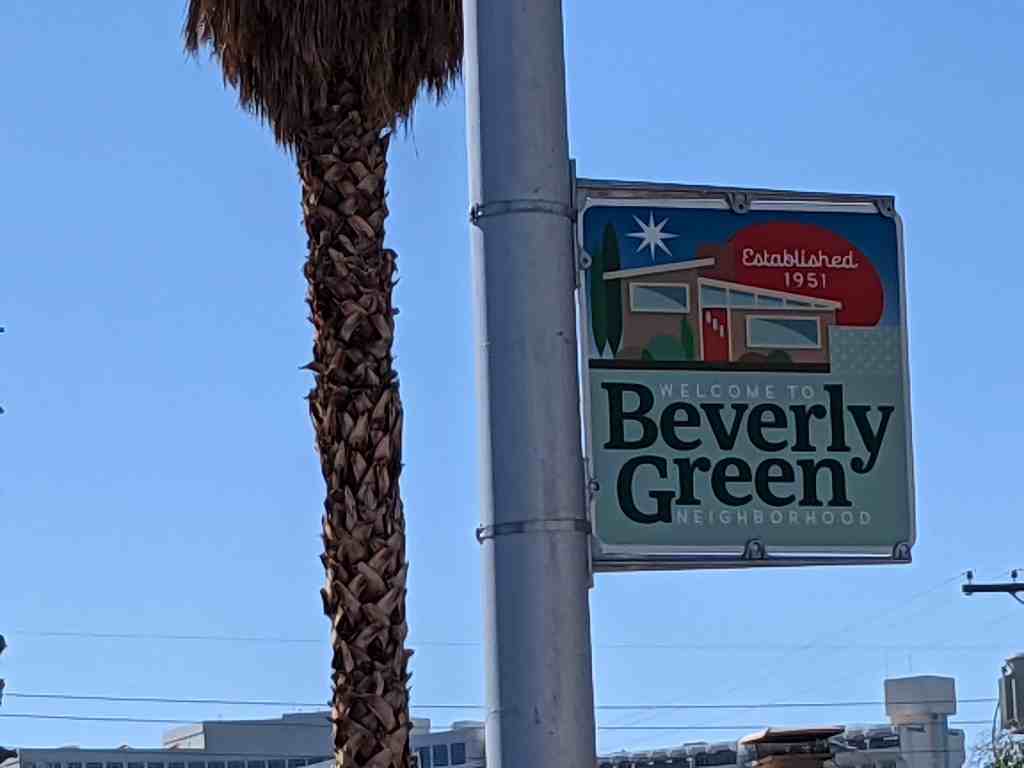 Established
1951
WELCOME TO
Beverly
Green
NEIGHBORHOOD